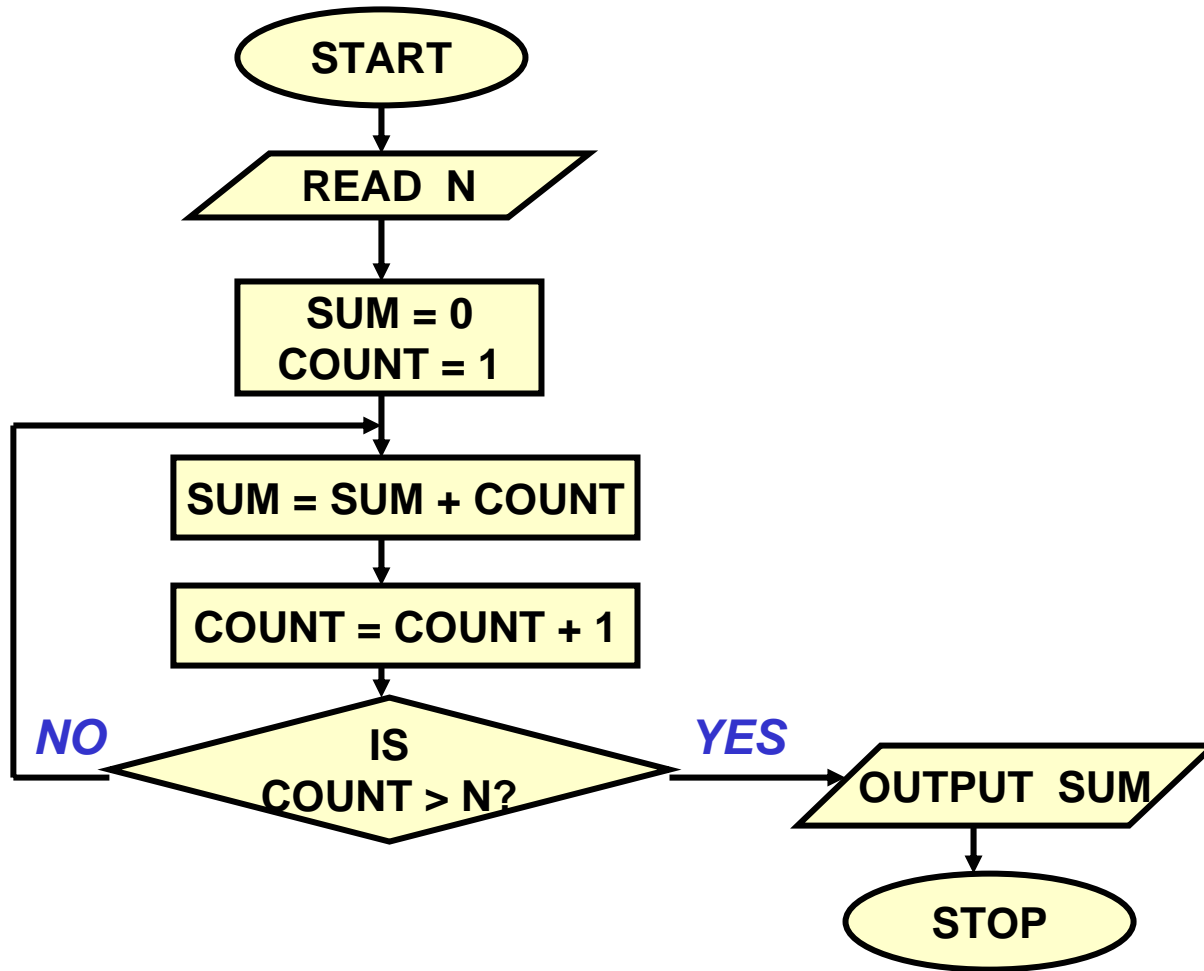 START
READ N
SUM = 0
COUNT = 1
SUM = SUM + COUNT
COUNT = COUNT + 1
IS
COUNT > N?
NO
YES
OUTPUT SUM
STOP